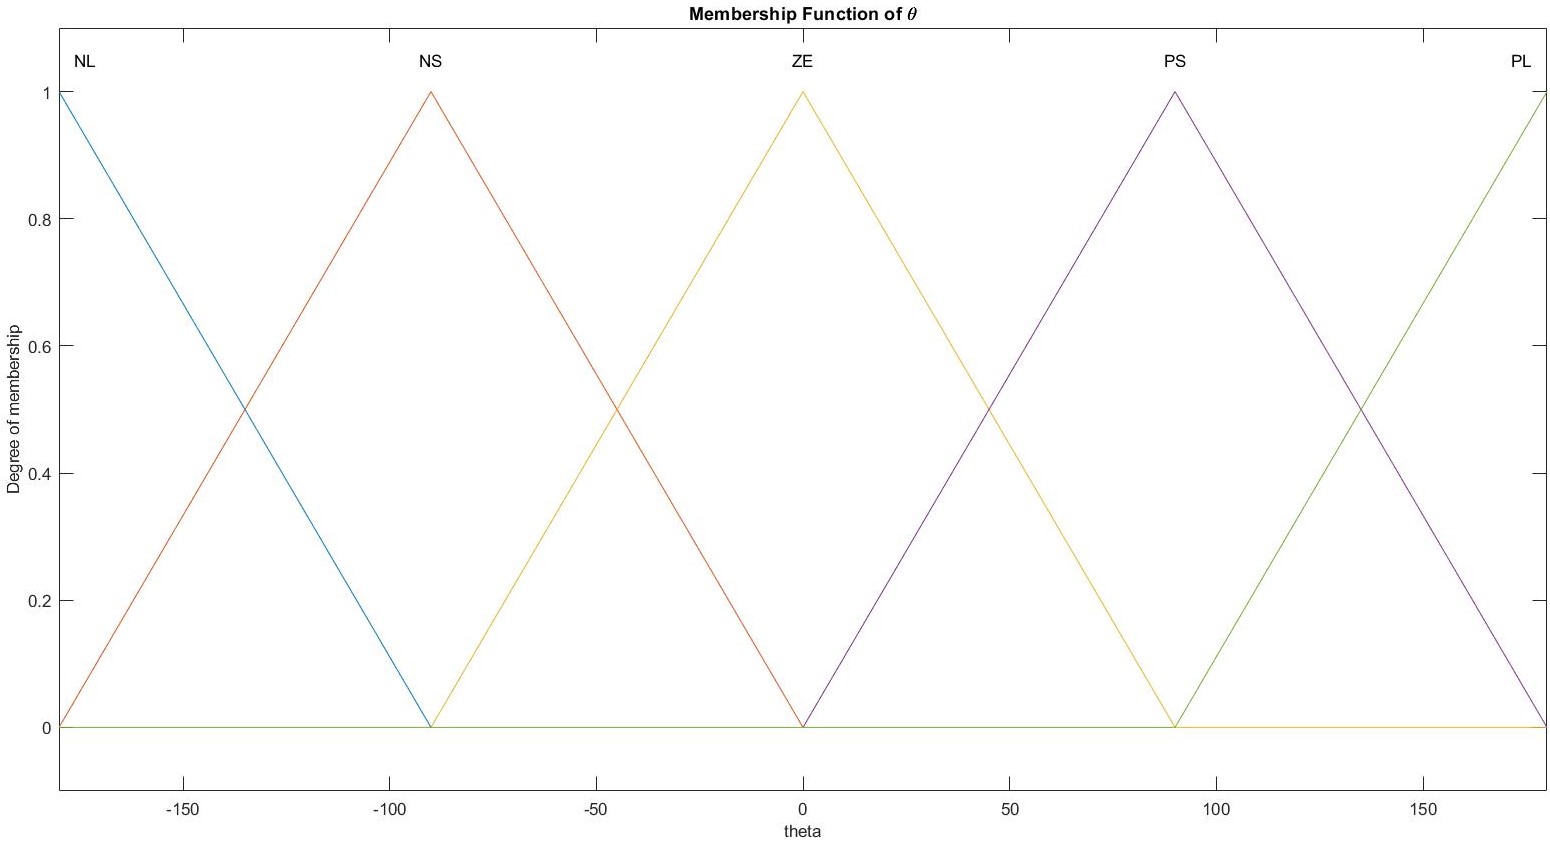 Membership Function of θ
NL NS ZE PS PL
1
0.8
0.6
0.4
0.2
0
Degree of membership
-150 -100 -50 0 50 100 150
theta